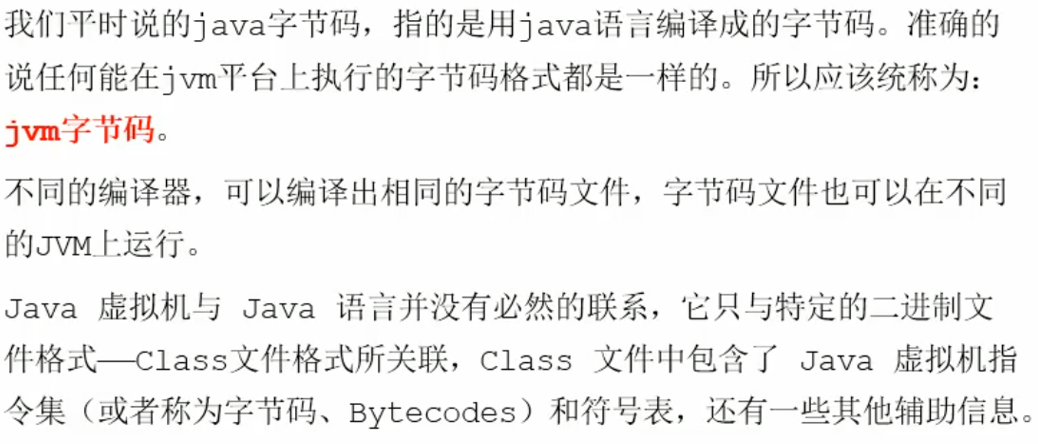 我们平时说的java字节码，指的是用java语言编译成的字节码。准确的
说任何能在jvm平台上执行的字节码格式都是一样的。所以应该统称为：
jvm字节码。
不同的编译器，可以编译出相同的字节码文件，字节码文件也可以在不同
的JVM上运行。
Java 虚拟机与 Java 语言并没有必然的联系，它只与特定的二进制文
件格式——Class文件格式所关联，Class 文件中包含了 Java 虚拟机指
令集（或者称为字节码、Bytecodes）和符号表，还有一些其他辅助信息。